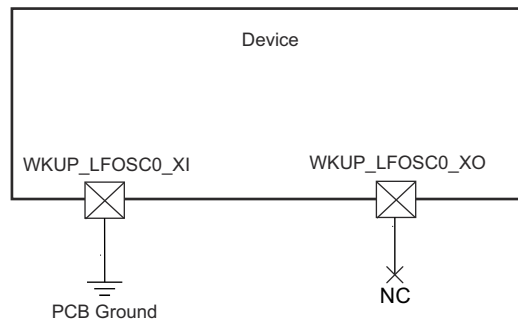 Device
WKUP_LFOSC0_XI
WKUP_LFOSC0_XO
NC
PCB Ground